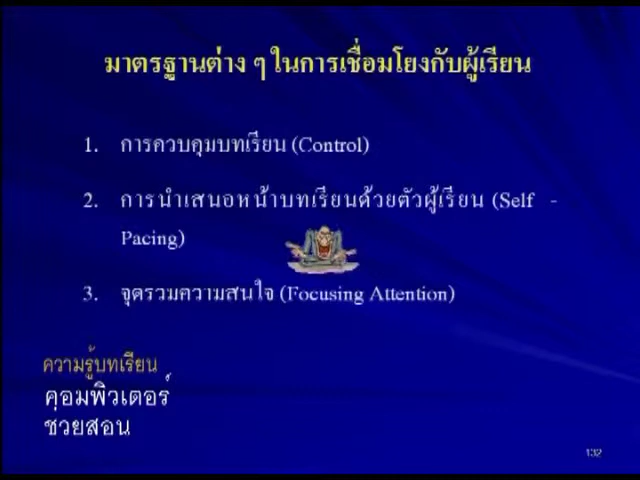 มาตรฐานต่าง ๆ ในการเชื่อมโยงกับผู้เรียน
1. การควบคุมบทเรียน (Control)
2. การนำเสนอหน้าบทเรียนด้วยตัวผู้เรียน (Self -
Pacing)
3. จุดรวมความสนใจ (Focusing Attention)
ความรู้บทเรียน
คอมพิวเตอร์
ช่วยสอน
132